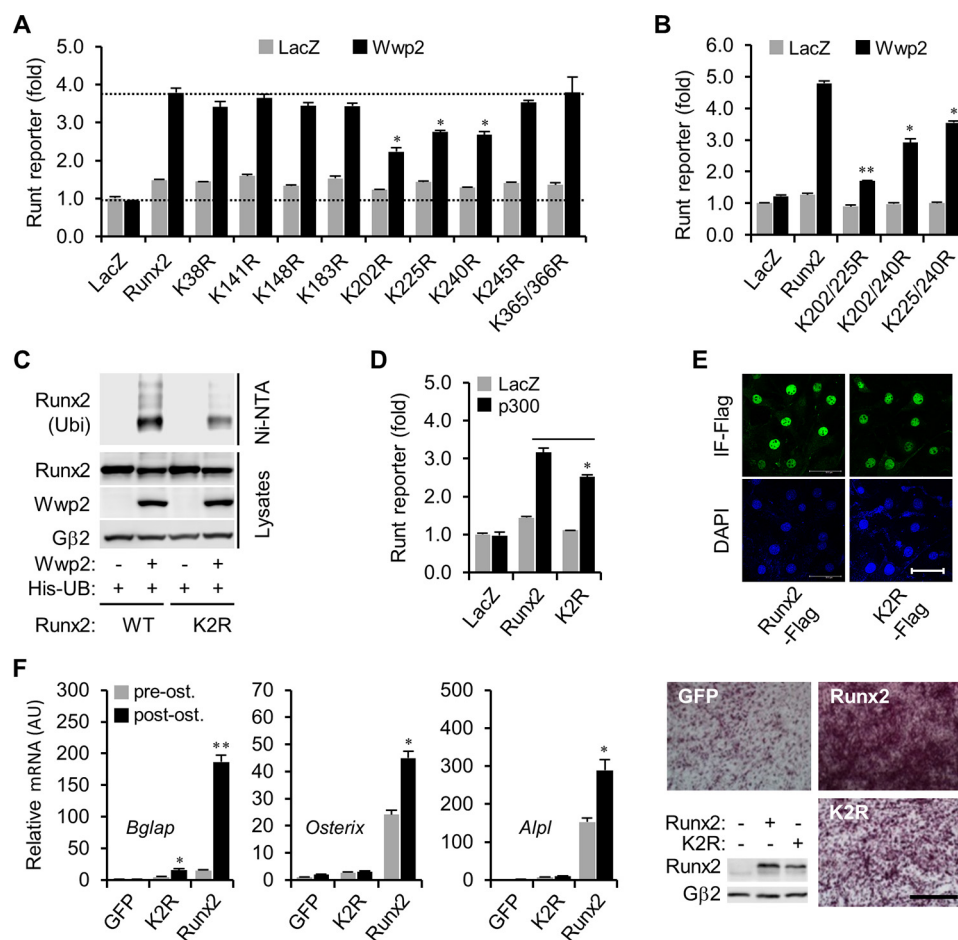 A
LacZ Wwp2
Runt reporter (fold)
5.0
4.0
3.0
2.0
1.0
0.0
* * *
LacZ Runx2 K38R K141R K148R K183R K202R K225R K240R K245R K365/366R
B
LacZ Wwp2
Runt reporter (fold)
6.0
5.0
4.0
3.0
2.0
1.0
0.0
** * *
LacZ Runx2 K202/225R K202/240R K225/240R
C
Runx2
(Ubi)
Ni-NTA
Runx2
Wwp2
Gβ2
Lysates
Wwp2: - + - +
His-UB: + + + +
Runx2: WT K2R
D
LacZ
p300
Runt reporter (fold)
5.0
4.0
3.0
2.0
1.0
0.0
*
LacZ Runx2 K2R
E
IF-Flag
DAPI
Runx2
-Flag
K2R
-Flag
F
Relative mRNA (AU)
pre-ost.
post-ost.
300
250
200
150
100
50
0
* **
Bglap
GFP K2R Runx2
70
60
50
40
30
20
10
0
*
Osterix
GFP K2R Runx2
500
400
300
200
100
0
*
Alpl
GFP K2R Runx2
GFP
Runx2
K2R
Runx2: - + -
K2R: - - +
Runx2
Gβ2